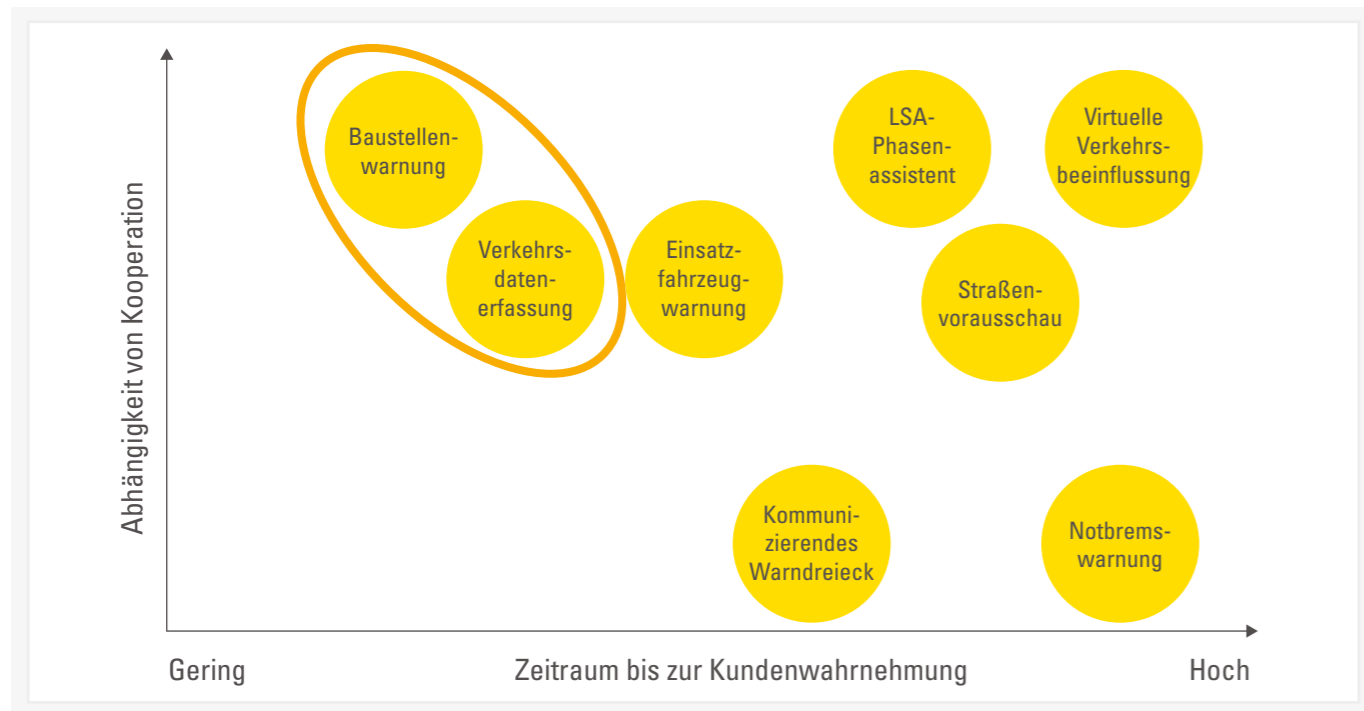 Abhängigkeit von Kooperation
Baustellen-
warnung
Verkehrs-
daten-
erfassung
Einsatz-
fahrzeug-
warnung
LSA-
Phasen-
assistent
Virtuelle
Verkehrs-
beeinflussung
Straßen-
vorausschau
Kommuni-
zierendes
Warndreieck
Notbrems-
warnung
Gering
Zeitraum bis zur Kundenwahrnehmung
Hoch